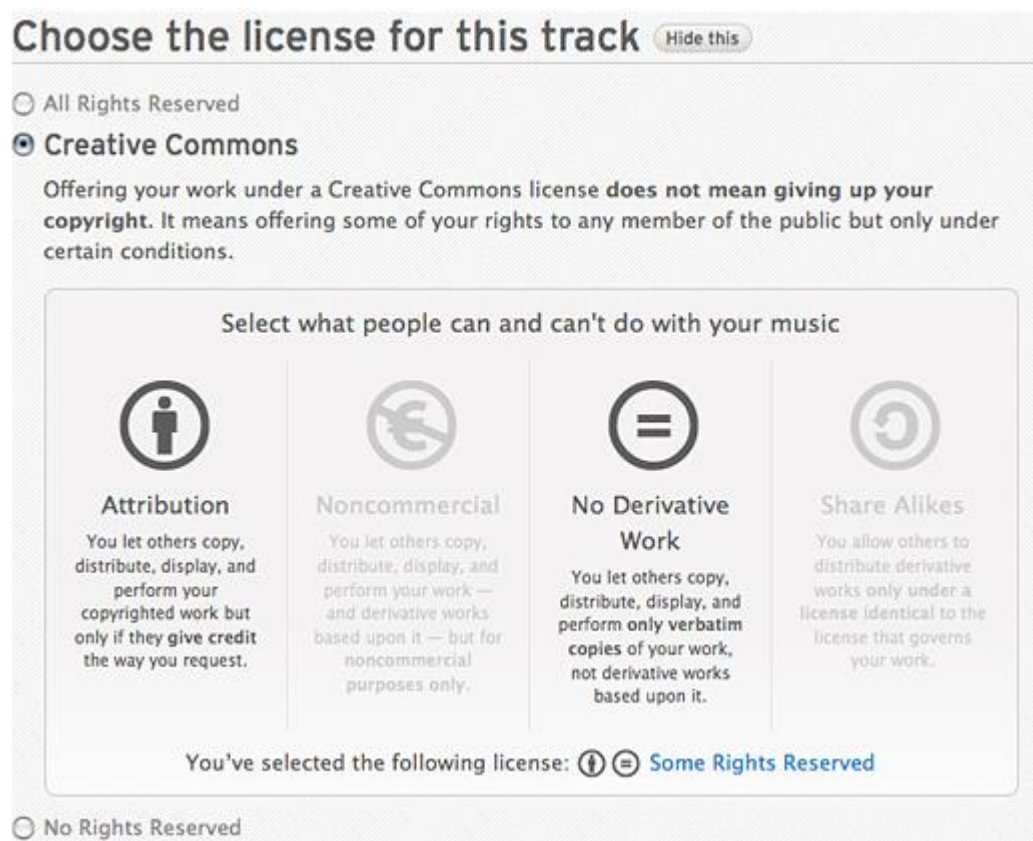 Choose the license for this track Hide this
All Rights Reserved
Creative Commons
Offering your work under a Creative Commons license does not mean giving up your
copyright. It means offering some of your rights to any member of the public but only under
certain conditions.
Select what people can and can't do with your music
Attribution
You let others copy,
distribute, display, and
perform your
copyrighted work but
only if they give credit
the way you request.
Noncommercial
You let others copy,
distribute, display, and
perform your work —
and derivative works
based upon it — but for
noncommercial
purposes only.
No Derivative
Work
You let others copy,
distribute, display, and
perform only verbatim
copies of your work,
not derivative works
based upon it.
Share Alikes
You allow others to
distribute derivative
works only under a
license identical to the
license that governs
your work.
You've selected the following license: Some Rights Reserved
No Rights Reserved